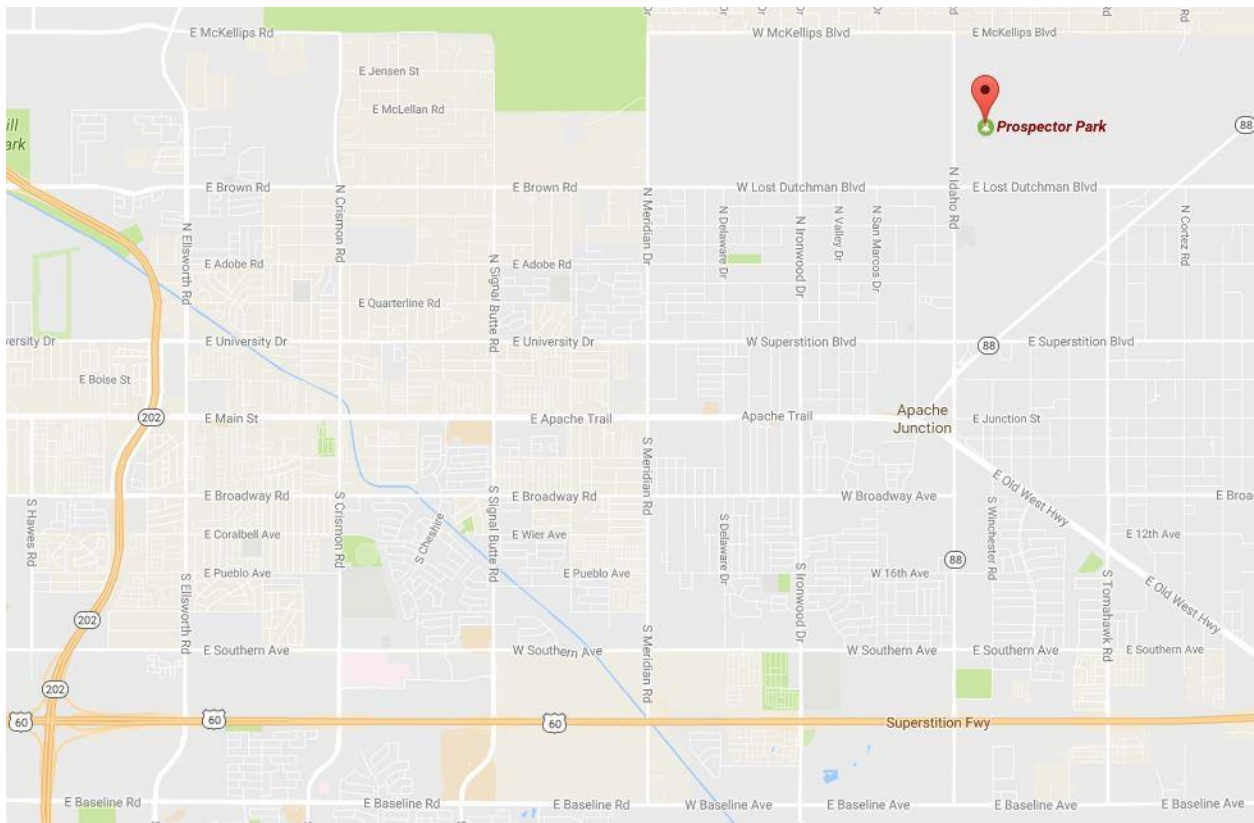 E McKellips Rd
W McKellips Blvd
E McKellips Blvd
E Jensen St
E McLellan Rd
ill
ark
Prospector Park
88
E Brown Rd
E Brown Rd
W Lost Dutchman Blvd
E Lost Dutchman Blvd
N Ellsworth Rd
N Crismon Rd
N Signal Butte Rd
N Meridian Dr
N Delaware Dr
N Ironwood Dr
N Valley Dr
N San Marcos Dr
N Idaho Rd
N Cortez Rd
E Adobe Rd
E Adobe Rd
E Quarterline Rd
versity Dr
E University Dr
E University Dr
W Superstition Blvd
88
E Superstition Blvd
E Boise St
202
E Main St
E Apache Trail
Apache Trail
Apache
Junction
E Junction St
E Broadway Rd
E Broadway Rd
W Broadway Ave
E Old West Hwy
E Broa
S Hawes Rd
S Crismon Rd
S Cheshire
S Signal Butte Rd
S Meridian Rd
S Delaware Dr
S Winchester Rd
E Coralbell Ave
E Wier Ave
E 12th Ave
E Pueblo Ave
E Pueblo Ave
W 16th Ave
88
S Ellsworth Rd
S Ironwood Dr
S Tomahawk Rd
E Old West Hwy
202
S Meridian Rd
E Southern Ave
W Southern Ave
W Southern Ave
E Southern Ave
E Southern Ave
202
60
60
60
Superstition Fwy
E Baseline Rd
E Baseline Rd
W Baseline Ave
E Baseline Ave
E Baseline Ave